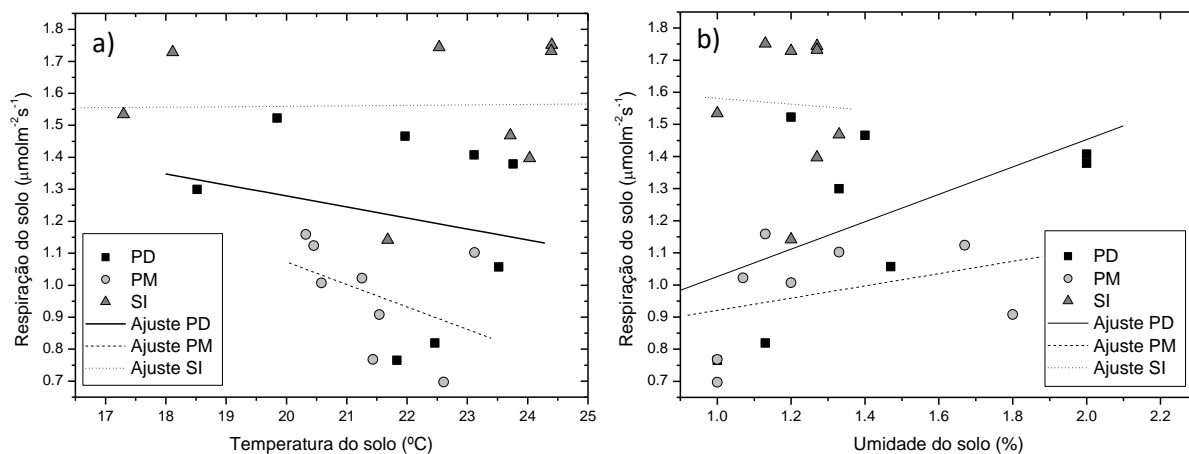 a)
Respiração do solo (μmolm-2s-1)
1.8
1.7
1.6
1.5
1.4
1.3
1.2
1.1
1.0
0.9
0.8
0.7
PD
PM
SI
Ajuste PD
Ajuste PM
Ajuste SI
17 18 19 20 21 22 23 24 25
Temperatura do solo (ºC)
b)
Respiração do solo (μmolm-2s-1)
1.8
1.7
1.6
1.5
1.4
1.3
1.2
1.1
1.0
0.9
0.8
0.7
PD
PM
SI
Ajuste PD
Ajuste PM
Ajuste SI
1.0 1.2 1.4 1.6 1.8 2.0 2.2
Umidade do solo (%)